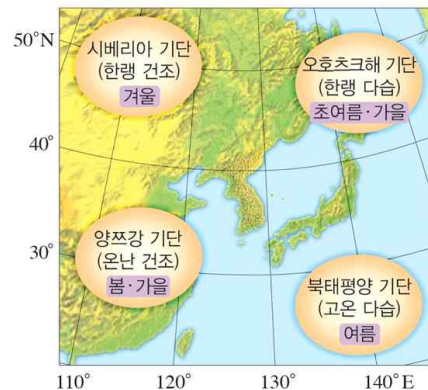 50°N
40°
30°
시베리아 기단
(한랭 건조)
겨울
오호츠크해 기단
(한랭 다습)
초여름·가을
양쯔강 기단
(온난 건조)
봄·가을
북태평양 기단
(고온 다습)
여름
110°
120°
130°
140°E